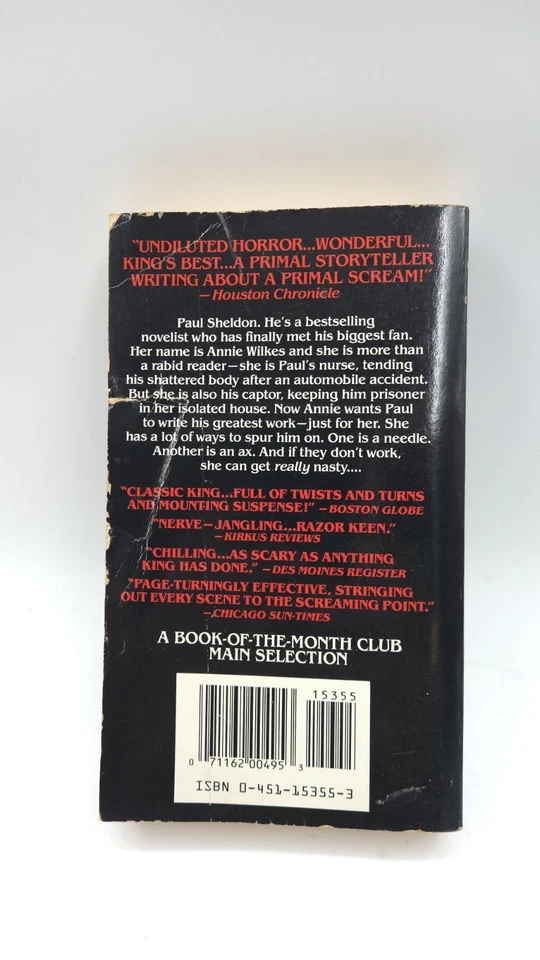 "UNDILUTED HORROR...WONDERFUL...
KING'S BEST...A PRIMAL STORYTELLER
WRITING ABOUT A PRIMAL SCREAM!"
—Houston Chronicle
Paul Sheldon. He's a bestselling
novelist who has finally met his biggest fan.
Her name is Annie Wilkes and she is more than
a rabid reader—she is Paul's nurse, tending
his shattered body after an automobile accident.
But she is also his captor, keeping him prisoner
in her isolated house. Now Annie wants Paul
to write his greatest work—just for her. She
has a lot of ways to spur him on. One is a needle.
Another is an ax. And if they don't work,
she can get really nasty....
"CLASSIC KING...FULL OF TWISTS AND TURNS
AND MOUNTING SUSPENSE!" —BOSTON GLOBE
"NERVE—JANGLING...RAZOR KEEN."
—KIRKUS REVIEWS
"CHILLING...AS SCARY AS ANYTHING
KING HAS DONE." —DES MOINES REGISTER
"PAGE-TURNINGLY EFFECTIVE, STRINGING
OUT EVERY SCENE TO THE SCREAMING POINT."
—CHICAGO SUN-TIMES
A BOOK-OF-THE-MONTH CLUB
MAIN SELECTION
15355
0 71162 00495 3
ISBN 0-451-15355-3